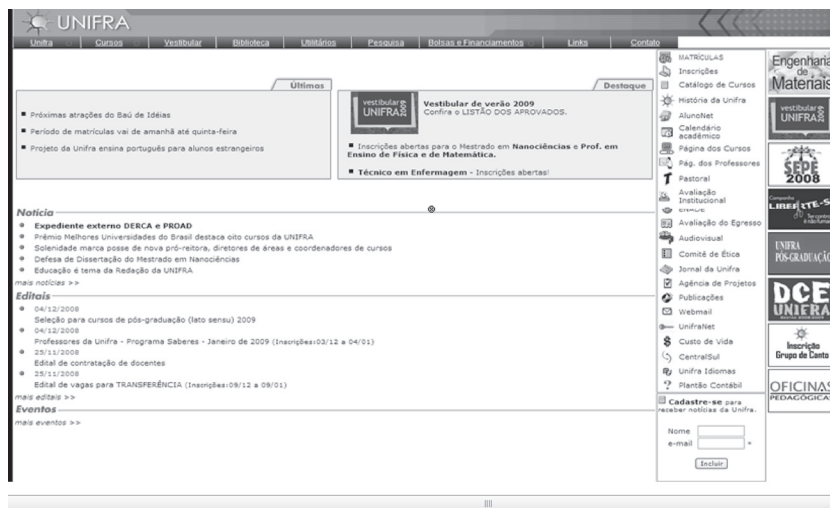 UNIFRA
Unifra Cursos Vestibular Biblioteca Utilitários Pesquisa Bolsas e Financiamentos Links Contato
Últimas
Próximas atrações do Baú de Idéias
Período de matrículas vai de amanhã até quinta-feira
Projeto da Unifra ensina português para alunos estrangeiros
Destaque
vestibular 2009
UNIFRA
Vestibular de verão 2009
Confira o LISTÃO DOS APROVADOS.
Inscrições abertas para o Mestrado em Nanociências e Prof. em
Ensino de Física e de Matemática.
Técnico em Enfermagem - Inscrições abertas!
Notícia
Expediente externo DERCA e PROAD
Prêmio Melhores Universidades do Brasil destaca oito cursos da UNIFRA
Solenidade marca posse de nova pró-reitora, diretores de áreas e coordenadores de cursos
Defesa de Dissertação do Mestrado em Nanociências
Educação é tema da Redação da UNIFRA
mais notícias >>
Editais
04/12/2008
Seleção para cursos de pós-graduação (lato sensu) 2009
04/12/2008
Professores da Unifra - Programa Saberes - Janeiro de 2009 (Inscrições:03/12 a 04/01)
25/11/2008
Edital de contratação de docentes
25/11/2008
Edital de vagas para TRANSFERÊNCIA (Inscrições:09/12 a 09/01)
mais editais >>
Eventos
mais eventos >>
MATRÍCULAS
Inscrições
Catálogo de Cursos
História da Unifra
AlunoNet
Calendário
acadêmico
Página dos Cursos
Pág. dos Professores
Pastoral
Avaliação
Institucional
ENADE
Avaliação do Egresso
Audiovisual
Comitê de Ética
Jornal da Unifra
Agência de Projetos
Publicações
Webmail
UnifraNet
Custo de Vida
CentralSul
Unifra Idiomas
Plantão Contábil
Cadastre-se para
receber notícias da Unifra.
Nome
e-mail *
Incluir
Engenharia
de
Materiais
vestibular
UNIFRA
SEPE
2008
Campanha
LIBERTE-S
UNIFRA
PÓS-GRADUAÇÃO
DCE
UNIFRA
Inscrição
Grupo de Canto
OFICINAS
PEDAGÓGICA